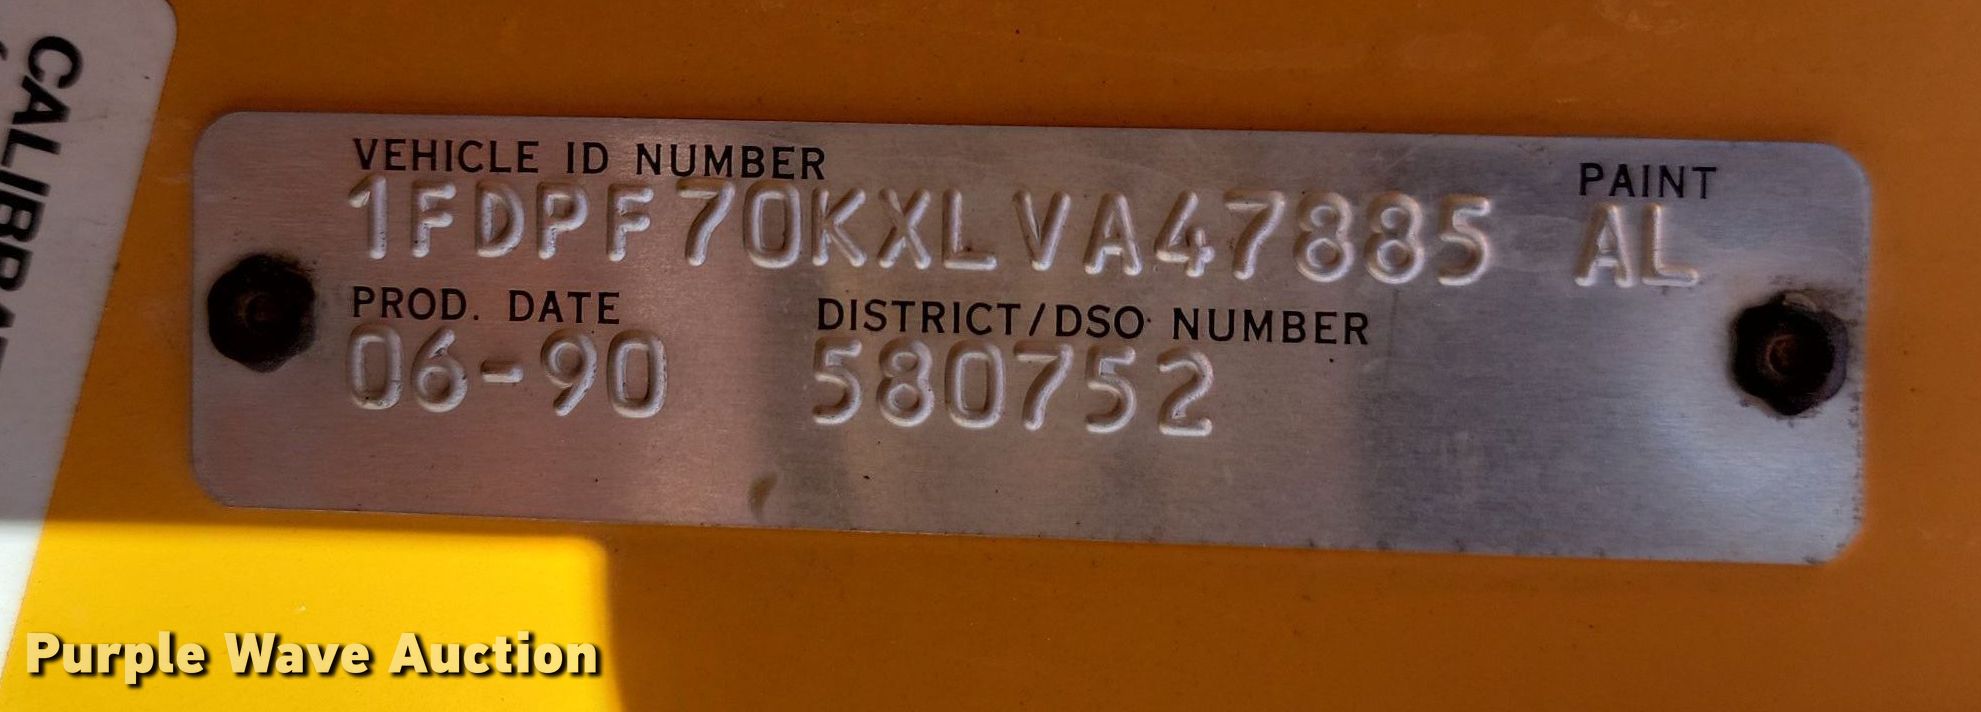 VEHICLE ID NUMBER PAINT
1FDPF70KXLVA47885 AL
PROD. DATE DISTRICT/DSO NUMBER
06-90 580752
Purple Wave Auction